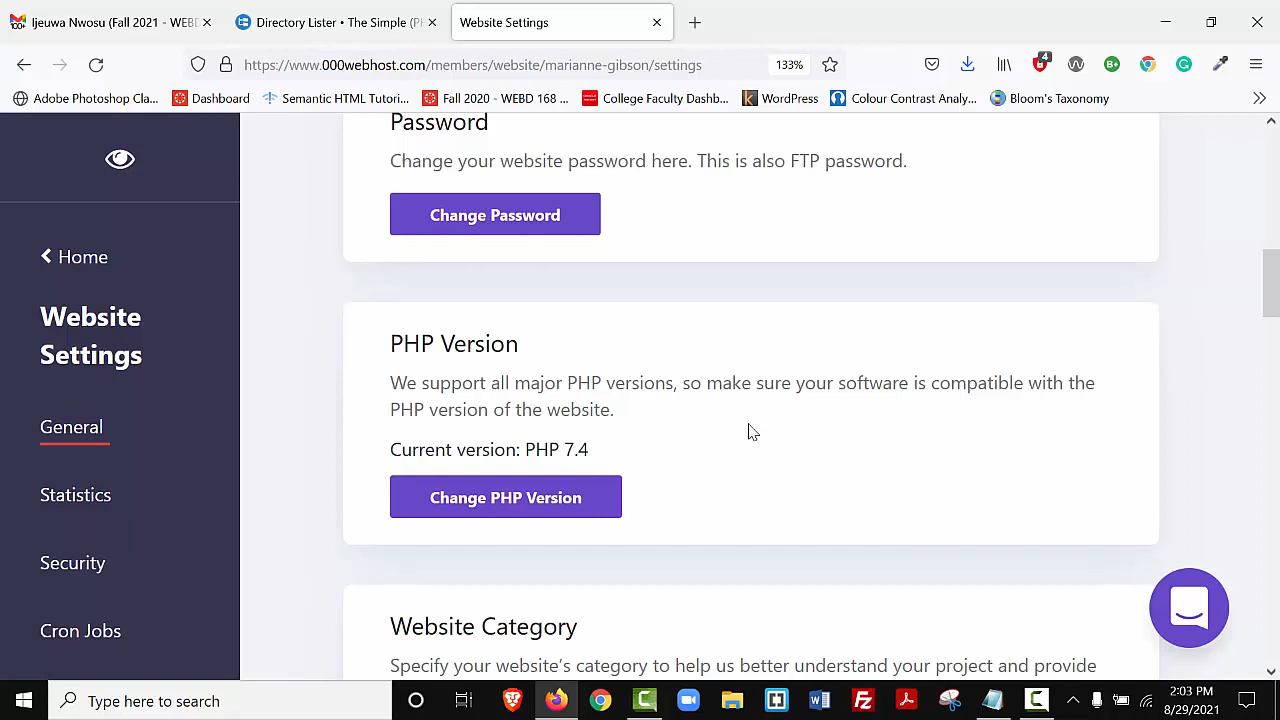 Ijeuwa Nwosu (Fall 2021 - WEBD
Directory Lister • The Simple (PH
Website Settings
https://www.000webhost.com/members/website/marianne-gibson/settings
133%
4
Adobe Photoshop Cla...
Dashboard
Semantic HTML Tutori...
Fall 2020 - WEBD 168 ...
College Faculty Dashb...
WordPress
Colour Contrast Analy...
Bloom's Taxonomy
Home
Website
Settings
General
Statistics
Security
Cron Jobs
Password
Change your website password here. This is also FTP password.
Change Password
PHP Version
We support all major PHP versions, so make sure your software is compatible with the
PHP version of the website.
Current version: PHP 7.4
Change PHP Version
Website Category
Specify your website's category to help us better understand your project and provide
Type here to search
2:03 PM
8/29/2021